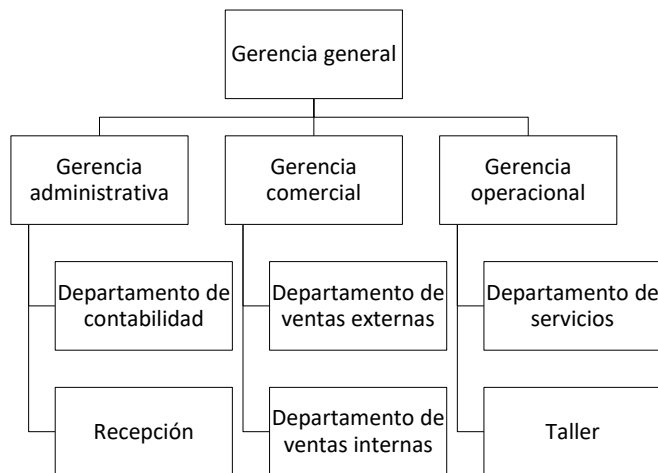 Gerencia general
Gerencia
administrativa
Gerencia
comercial
Gerencia
operacional
Departamento de
contabilidad
Departamento de
ventas externas
Departamento de
servicios
Recepción
Departamento de
ventas internas
Taller